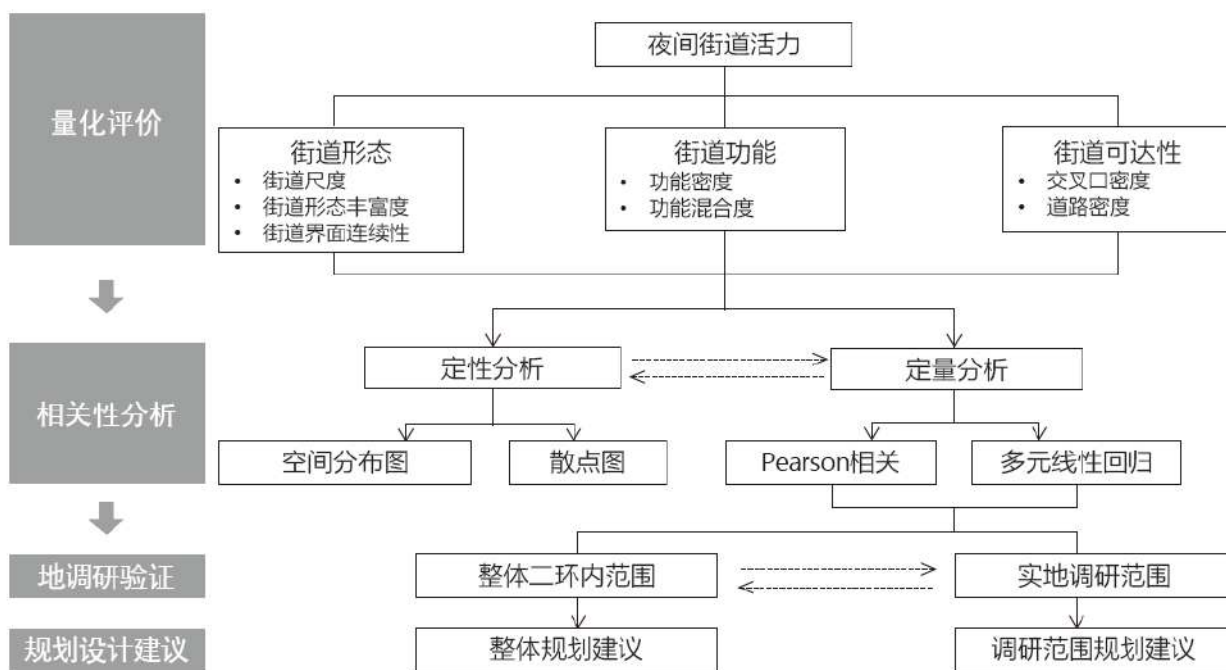 夜间街道活力
量化评价
街道形态
• 街道尺度
• 街道形态丰富度
• 街道界面连续性
街道功能
• 功能密度
• 功能混合度
街道可达性
• 交叉口密度
• 道路密度
相关性分析
定性分析
定量分析
空间分布图
散点图
Pearson相关
多元线性回归
地调研验证
整体二环内范围
实地调研范围
规划设计建议
整体规划建议
调研范围规划建议